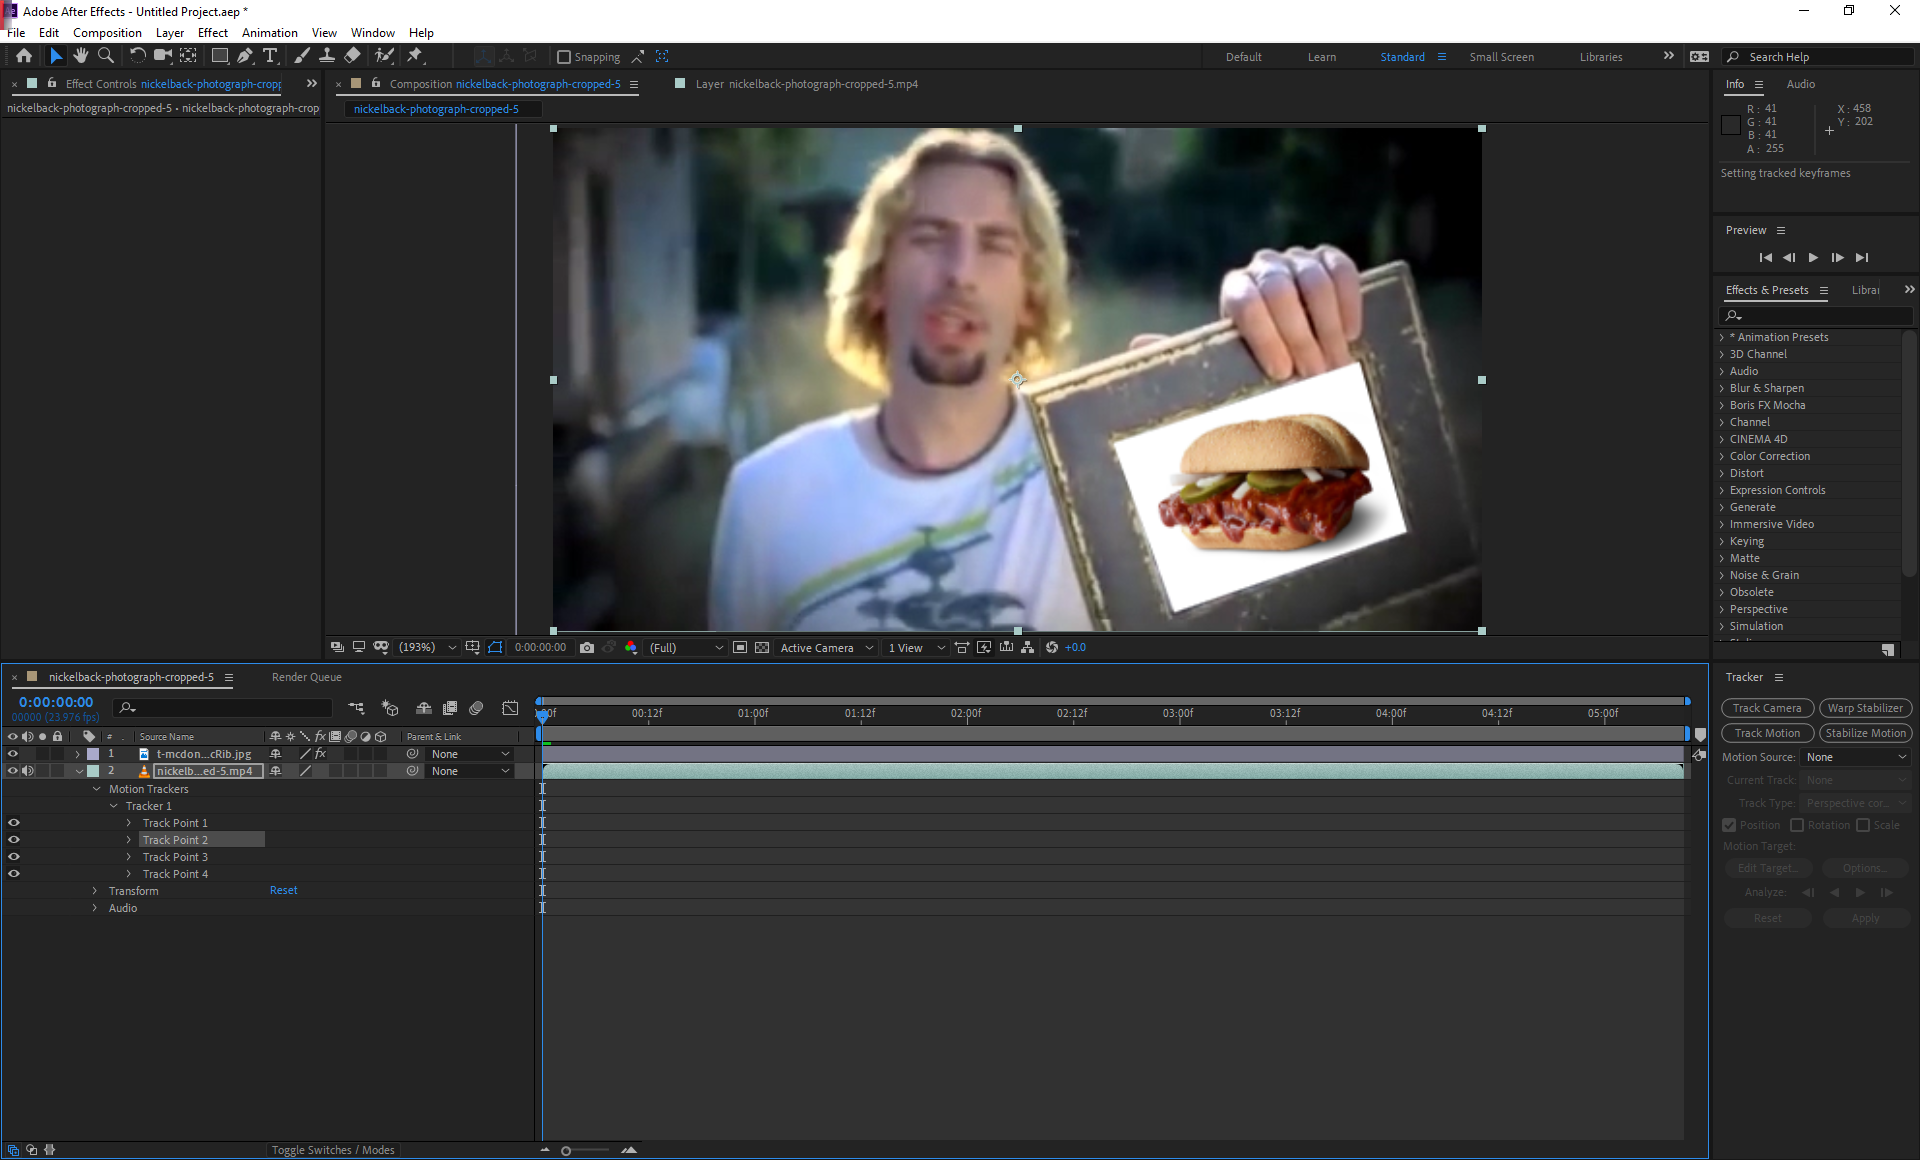 Adobe After Effects - Untitled Project.aep *
File Edit Composition Layer Effect Animation View Window Help
Snapping
Default Learn Standard Small Screen Libraries
Search Help
Effect Controls nickelback-photograph-cropp
Composition nickelback-photograph-cropped-5
Layer nickelback-photograph-cropped-5.mp4
nickelback-photograph-cropped-5 • nickelback-photograph-crop
nickelback-photograph-cropped-5
Info Audio
R : 41
G : 41
B : 41
A : 255
X : 458
Y : 202
Setting tracked keyframes
Preview
Effects & Presets Librar
* Animation Presets
3D Channel
Audio
Blur & Sharpen
Boris FX Mocha
Channel
CINEMA 4D
Color Correction
Distort
Expression Controls
Generate
Immersive Video
Keying
Matte
Noise & Grain
Obsolete
Perspective
Simulation
(193%) 0:00:00:00 (Full) Active Camera 1 View +0.0
nickelback-photograph-cropped-5 Render Queue
0:00:00:00
00000 (23.976 fps)
:00f 00:12f 01:00f 01:12f 02:00f 02:12f 03:00f 03:12f 04:00f 04:12f 05:00f
# . Source Name fx Parent & Link
1 t-mcdon...cRib.jpg fx None
2 nickelb...ed-5.mp4 None
Motion Trackers
Tracker 1
Track Point 1
Track Point 2
Track Point 3
Track Point 4
Transform Reset
Audio
Toggle Switches / Modes
Tracker
Track Camera Warp Stabilizer
Track Motion Stabilize Motion
Motion Source: None
Current Track: None
Track Type: Perspective cor...
Position Rotation Scale
Motion Target:
Edit Target... Options...
Analyze:
Reset Apply